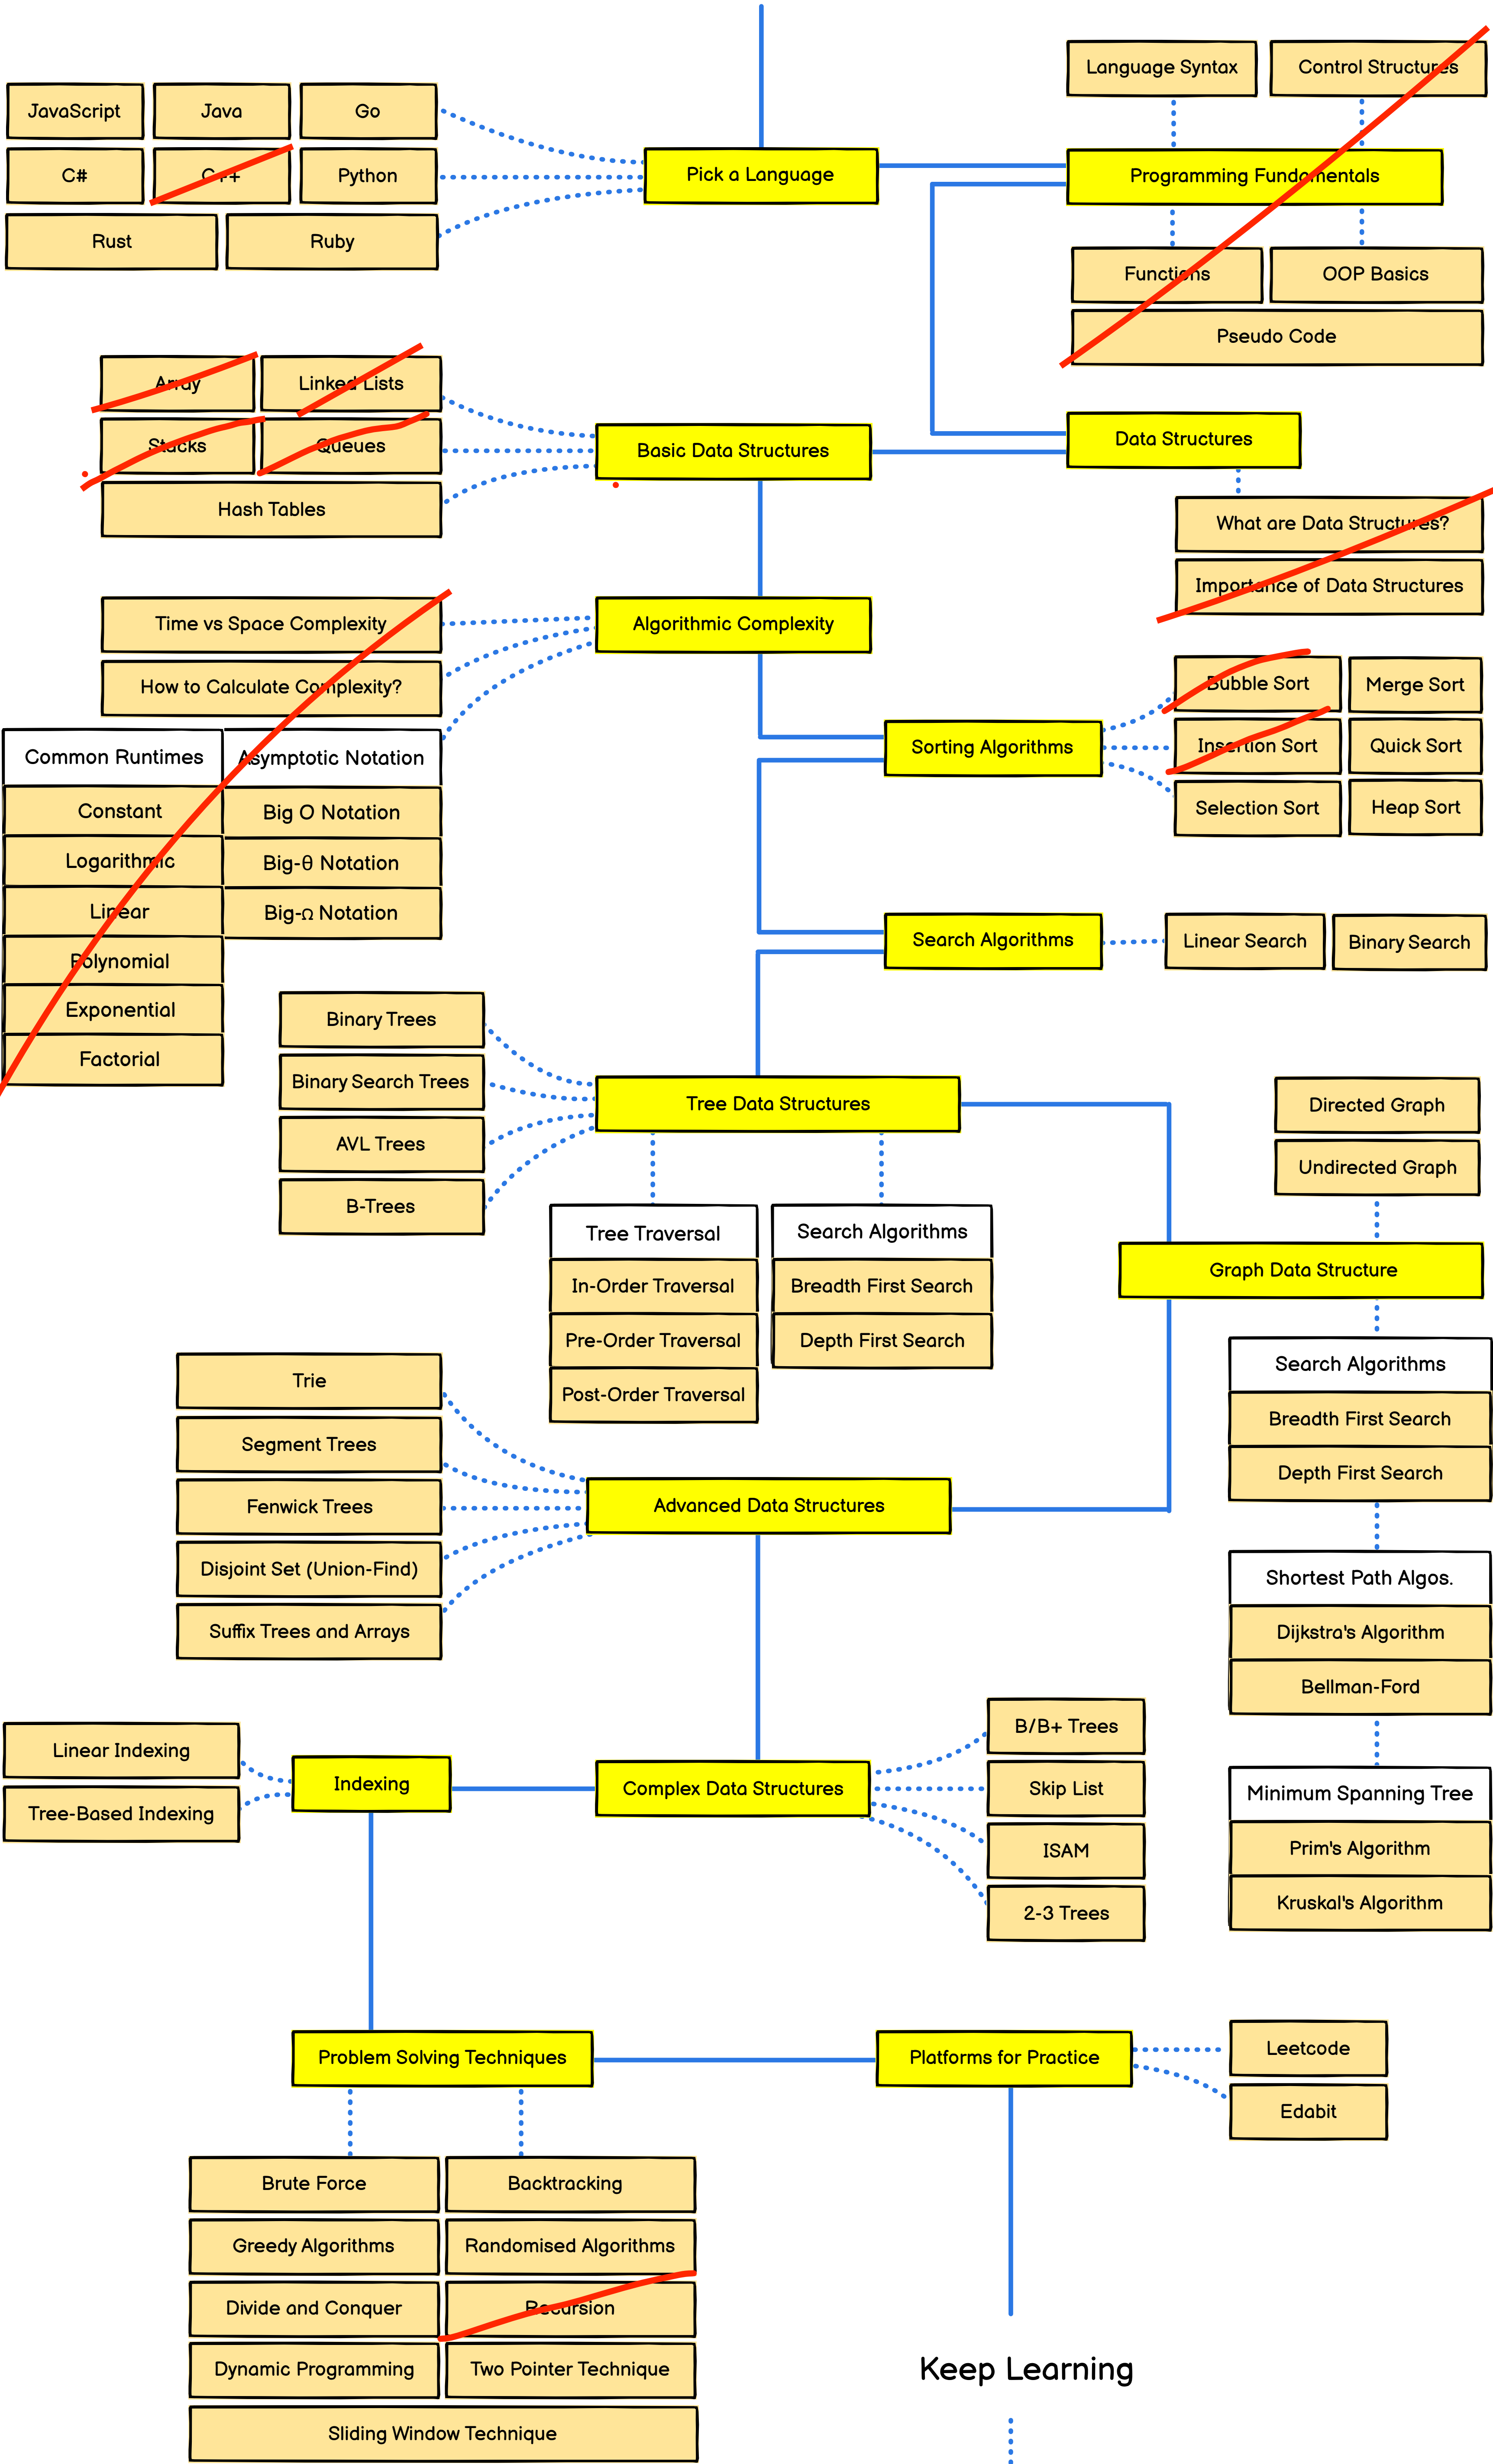 Language Syntax
Control Structures
JavaScript
Java
Go
C#
C++
Python
Rust
Ruby
Pick a Language
Programming Fundamentals
Functions
OOP Basics
Pseudo Code
Array
Linked Lists
Stacks
Queues
Hash Tables
Basic Data Structures
Data Structures
What are Data Structures?
Importance of Data Structures
Time vs Space Complexity
How to Calculate Complexity?
Algorithmic Complexity
Common Runtimes
Constant
Logarithmic
Linear
Polynomial
Exponential
Factorial
Asymptotic Notation
Big O Notation
Big-θ Notation
Big-Ω Notation
Sorting Algorithms
Bubble Sort
Merge Sort
Insertion Sort
Quick Sort
Selection Sort
Heap Sort
Search Algorithms
Linear Search
Binary Search
Binary Trees
Binary Search Trees
AVL Trees
B-Trees
Tree Data Structures
Tree Traversal
In-Order Traversal
Pre-Order Traversal
Post-Order Traversal
Search Algorithms
Breadth First Search
Depth First Search
Directed Graph
Undirected Graph
Graph Data Structure
Search Algorithms
Breadth First Search
Depth First Search
Shortest Path Algos.
Dijkstra's Algorithm
Bellman-Ford
Minimum Spanning Tree
Prim's Algorithm
Kruskal's Algorithm
Trie
Segment Trees
Fenwick Trees
Disjoint Set (Union-Find)
Suffix Trees and Arrays
Advanced Data Structures
Linear Indexing
Tree-Based Indexing
Indexing
Complex Data Structures
B/B+ Trees
Skip List
ISAM
2-3 Trees
Problem Solving Techniques
Platforms for Practice
Leetcode
Edabit
Brute Force
Backtracking
Greedy Algorithms
Randomised Algorithms
Divide and Conquer
Recursion
Dynamic Programming
Two Pointer Technique
Sliding Window Technique
Keep Learning